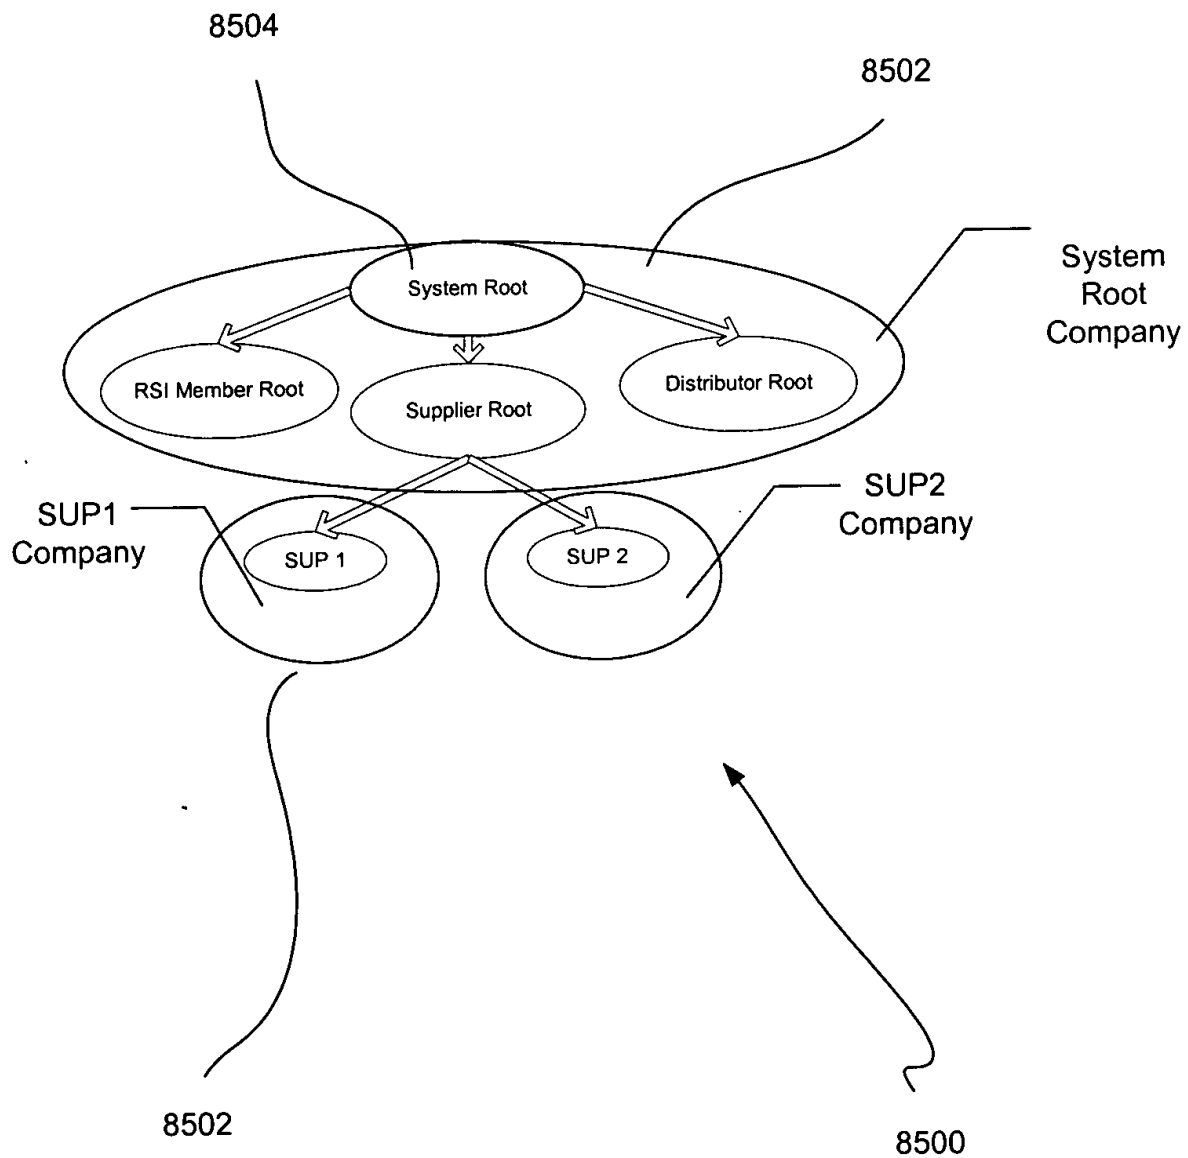 8504
8502
System
Root
Company
System Root
RSI Member Root
Supplier Root
Distributor Root
SUP1
Company
SUP2
Company
SUP 1
SUP 2
8502
8500